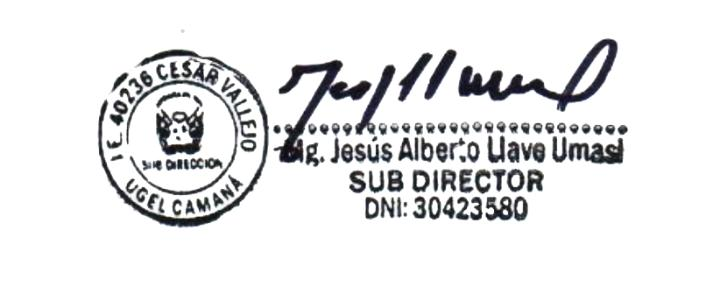 I.E. 40236 CESAR VALLEJO
SUB DIRECCION
UGEL CAMANÁ
Mg. Jesús Alberto Llave Umasi
SUB DIRECTOR
DNI: 30423580